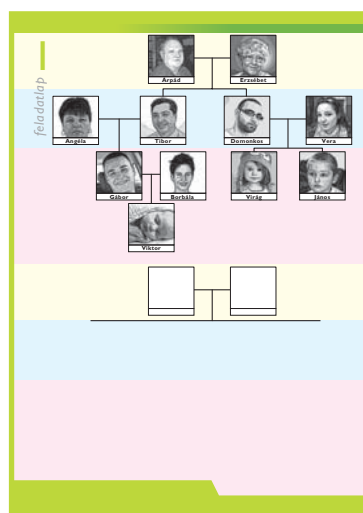 feladatlap
Árpád Erzsébet
Angéla Tibor Domonkos Vera
Gábor Borbála Virág János
Viktor